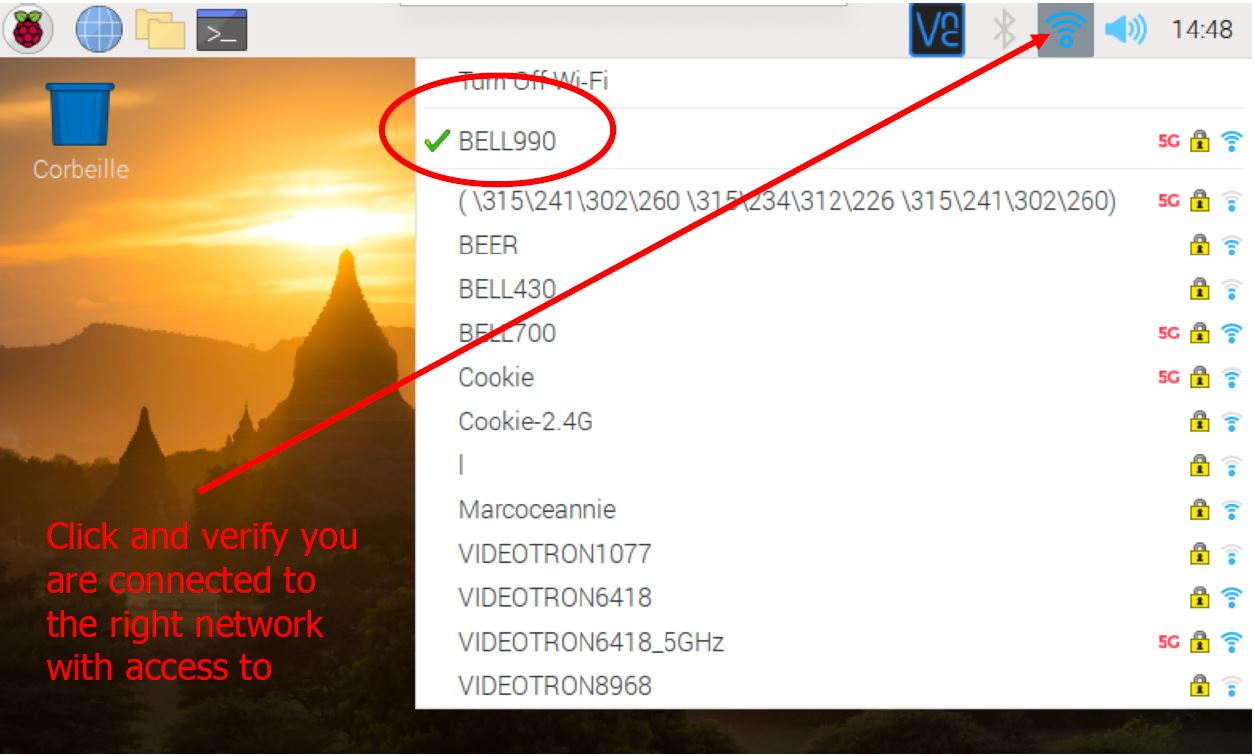 VNC
14:48
Turn Off Wi-Fi
BELL990 5G
( \315\241\302\260 \315\234\312\226 \315\241\302\260) 5G
BEER
BELL430
BELL700 5G
Cookie 5G
Cookie-2.4G
l
Marcoceannie
VIDEOTRON1077
VIDEOTRON6418
VIDEOTRON6418_5GHz 5G
VIDEOTRON8968
Corbeille
>_
Click and verify you
are connected to
the right network
with access to